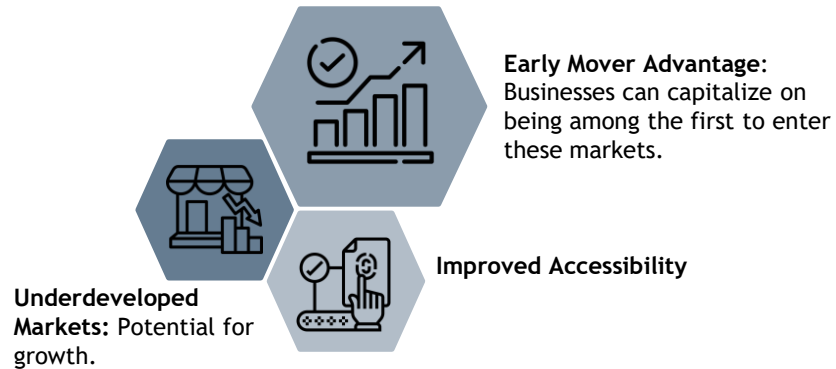 Early Mover Advantage:
Businesses can capitalize on
being among the first to enter
these markets.
Improved Accessibility
Underdeveloped
Markets: Potential for
growth.